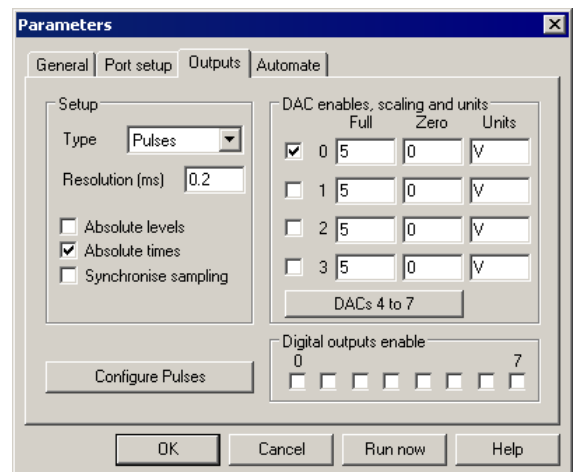 Parameters
General Port setup Outputs Automate
Setup
Type Pulses
Resolution (ms) 0.2
Absolute levels
Absolute times
Synchronise sampling
Configure Pulses
DAC enables, scaling and units
Full Zero Units
0 5 0 V
1 5 0 V
2 5 0 V
3 5 0 V
DACs 4 to 7
Digital outputs enable
0 7
OK Cancel Run now Help